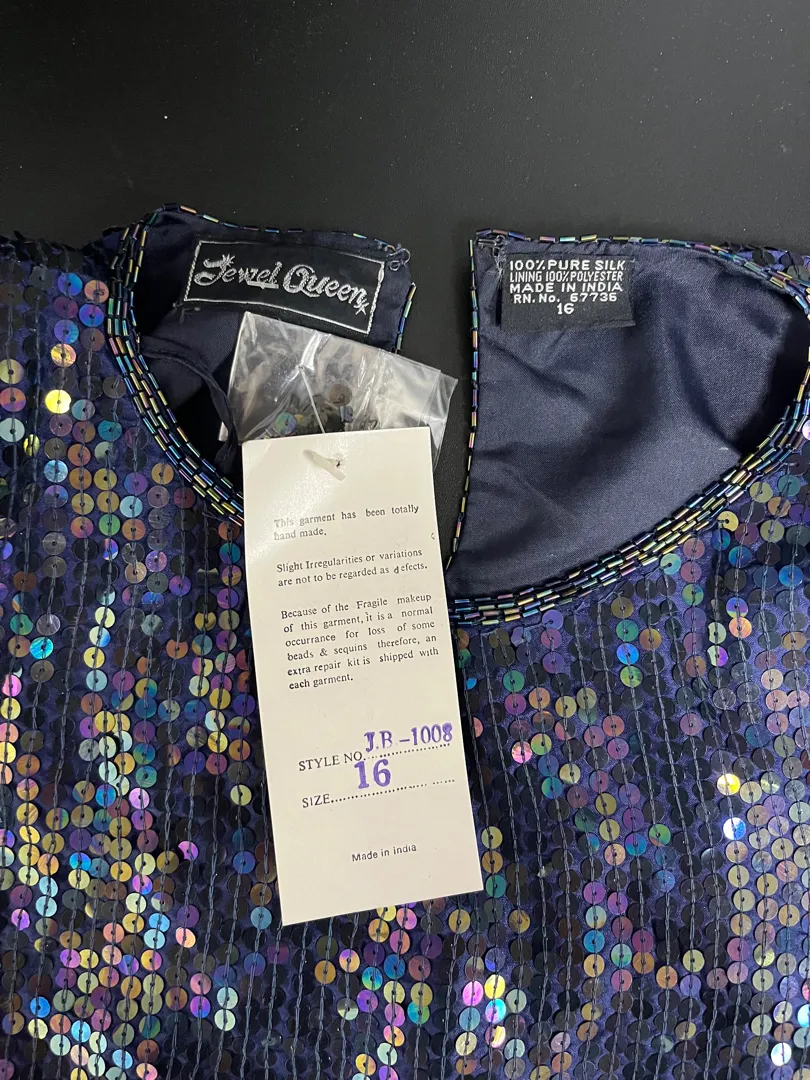 Jewel Queen
100% PURE SILK
LINING 100% POLYESTER
MADE IN INDIA
RN. No. 67736
16
This garment has been totally
hand made.
Slight Irregularities or variations
are not to be regarded as defects.
Because of the Fragile makeup
of this garment, it is a normal
occurrance for loss of some
beads & sequins therefore, an
extra repair kit is shipped with
each garment.
STYLE NO. J.B-1008
SIZE. 16
Made in India